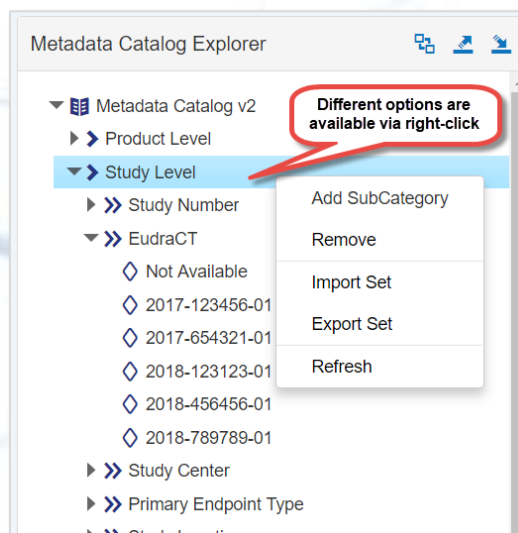 Metadata Catalog Explorer
Metadata Catalog v2
Different options are
available via right-click
Product Level
Study Level
Add SubCategory
Study Number
Remove
EudraCT
Not Available
Import Set
2017-123456-01
Export Set
2017-654321-01
Refresh
2018-123123-01
2018-456456-01
2018-789789-01
Study Center
Primary Endpoint Type